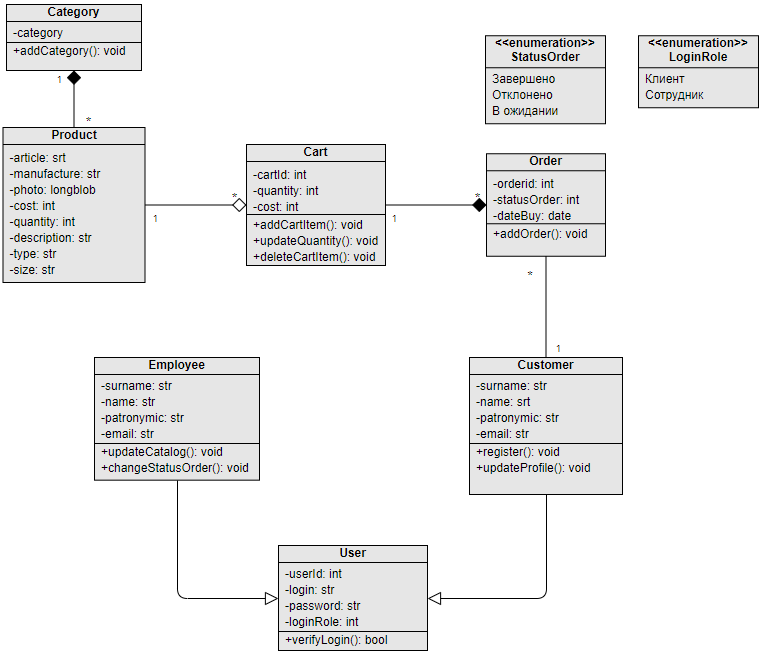 Category
-category
+addCategory(): void
1
*
Product
-article: srt
-manufacture: str
-photo: longblob
-cost: int
-quantity: int
-description: str
-type: str
-size: str
1
*
Cart
-cartId: int
-quantity: int
-cost: int
+addCartItem(): void
+updateQuantity(): void
+deleteCartItem(): void
1
*
<<enumeration>>
StatusOrder
Завершено
Отклонено
В ожидании
<<enumeration>>
LoginRole
Клиент
Сотрудник
Order
-orderid: int
-statusOrder: int
-dateBuy: date
+addOrder(): void
*
1
Employee
-surname: str
-name: str
-patronymic: str
-email: str
+updateCatalog(): void
+changeStatusOrder(): void
Customer
-surname: str
-name: srt
-patronymic: str
-email: str
+register(): void
+updateProfile(): void
User
-userId: int
-login: str
-password: str
-loginRole: int
+verifyLogin(): bool